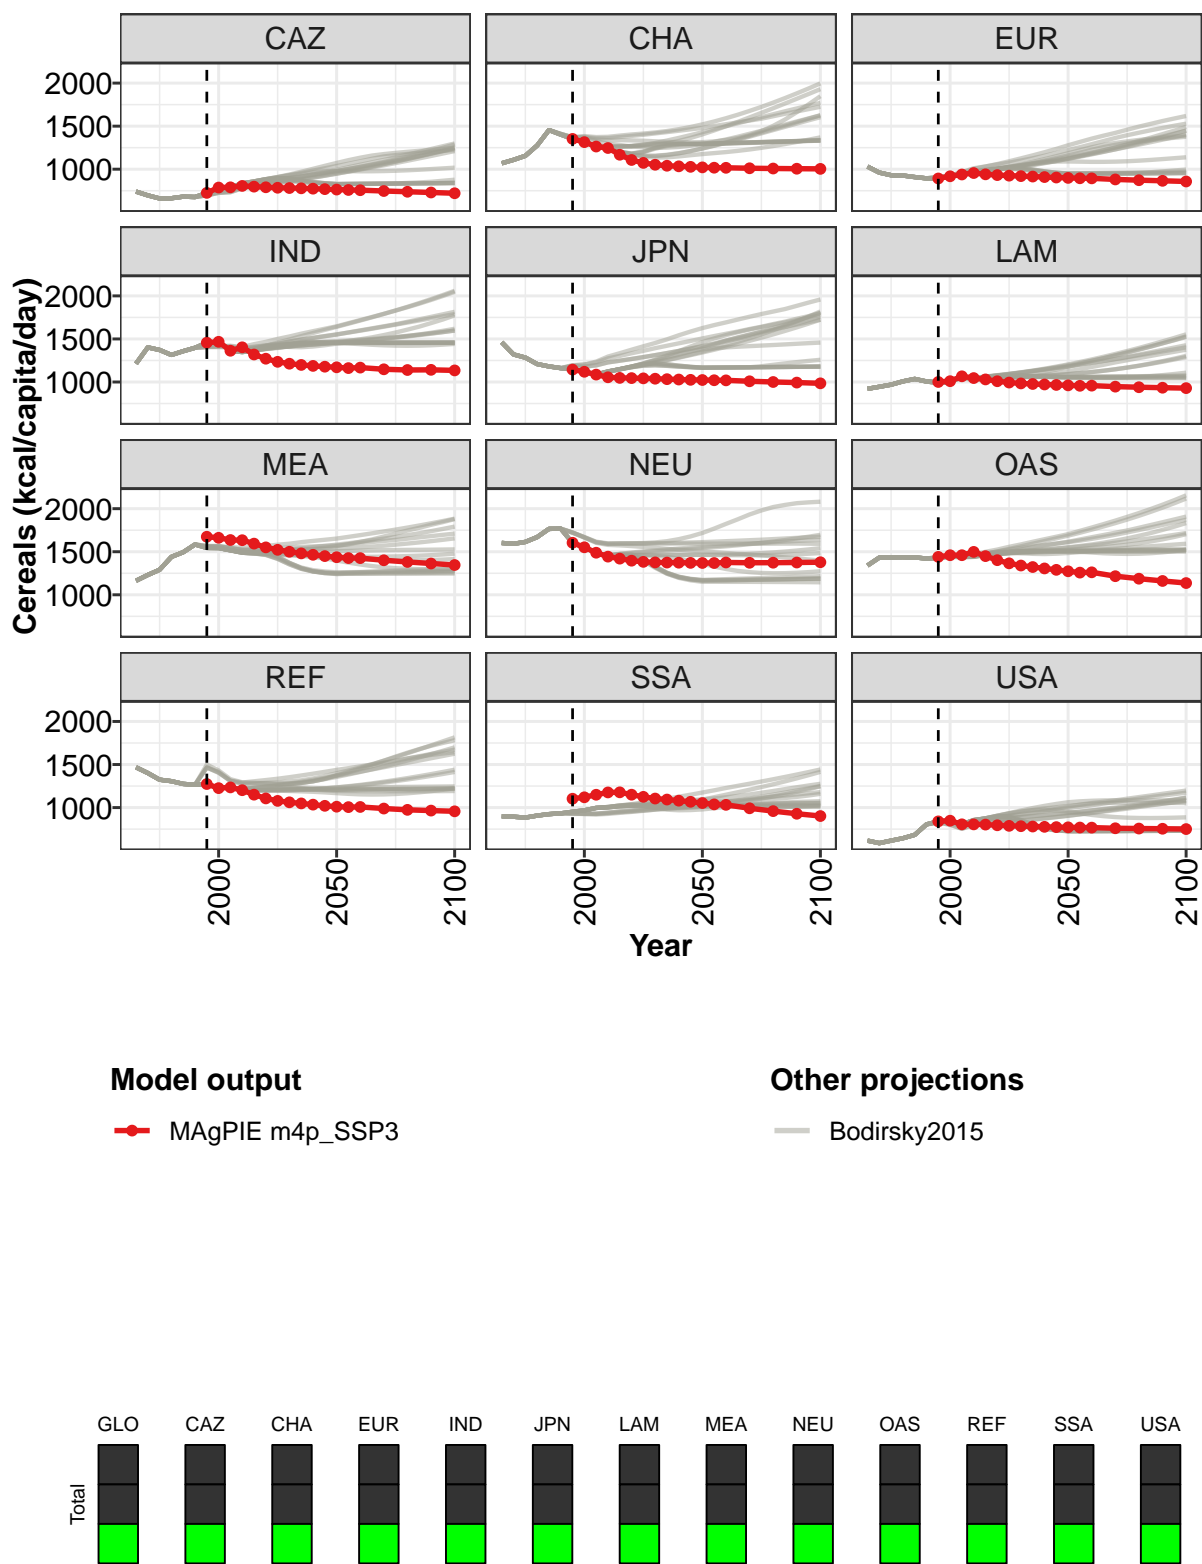 CAZ CHA EUR
2000
1500
1000
IND JPN LAM
2000
1500
1000
MEA NEU OAS
2000
1500
1000
REF SSA USA
2000
1500
1000
Cereals (kcal/capita/day)
2000 2050 2100 2000 2050 2100 2000 2050 2100
Year
Model output Other projections
MAgPIE m4p_SSP3 Bodirsky2015
GLO CAZ CHA EUR IND JPN LAM MEA NEU OAS REF SSA USA
Total